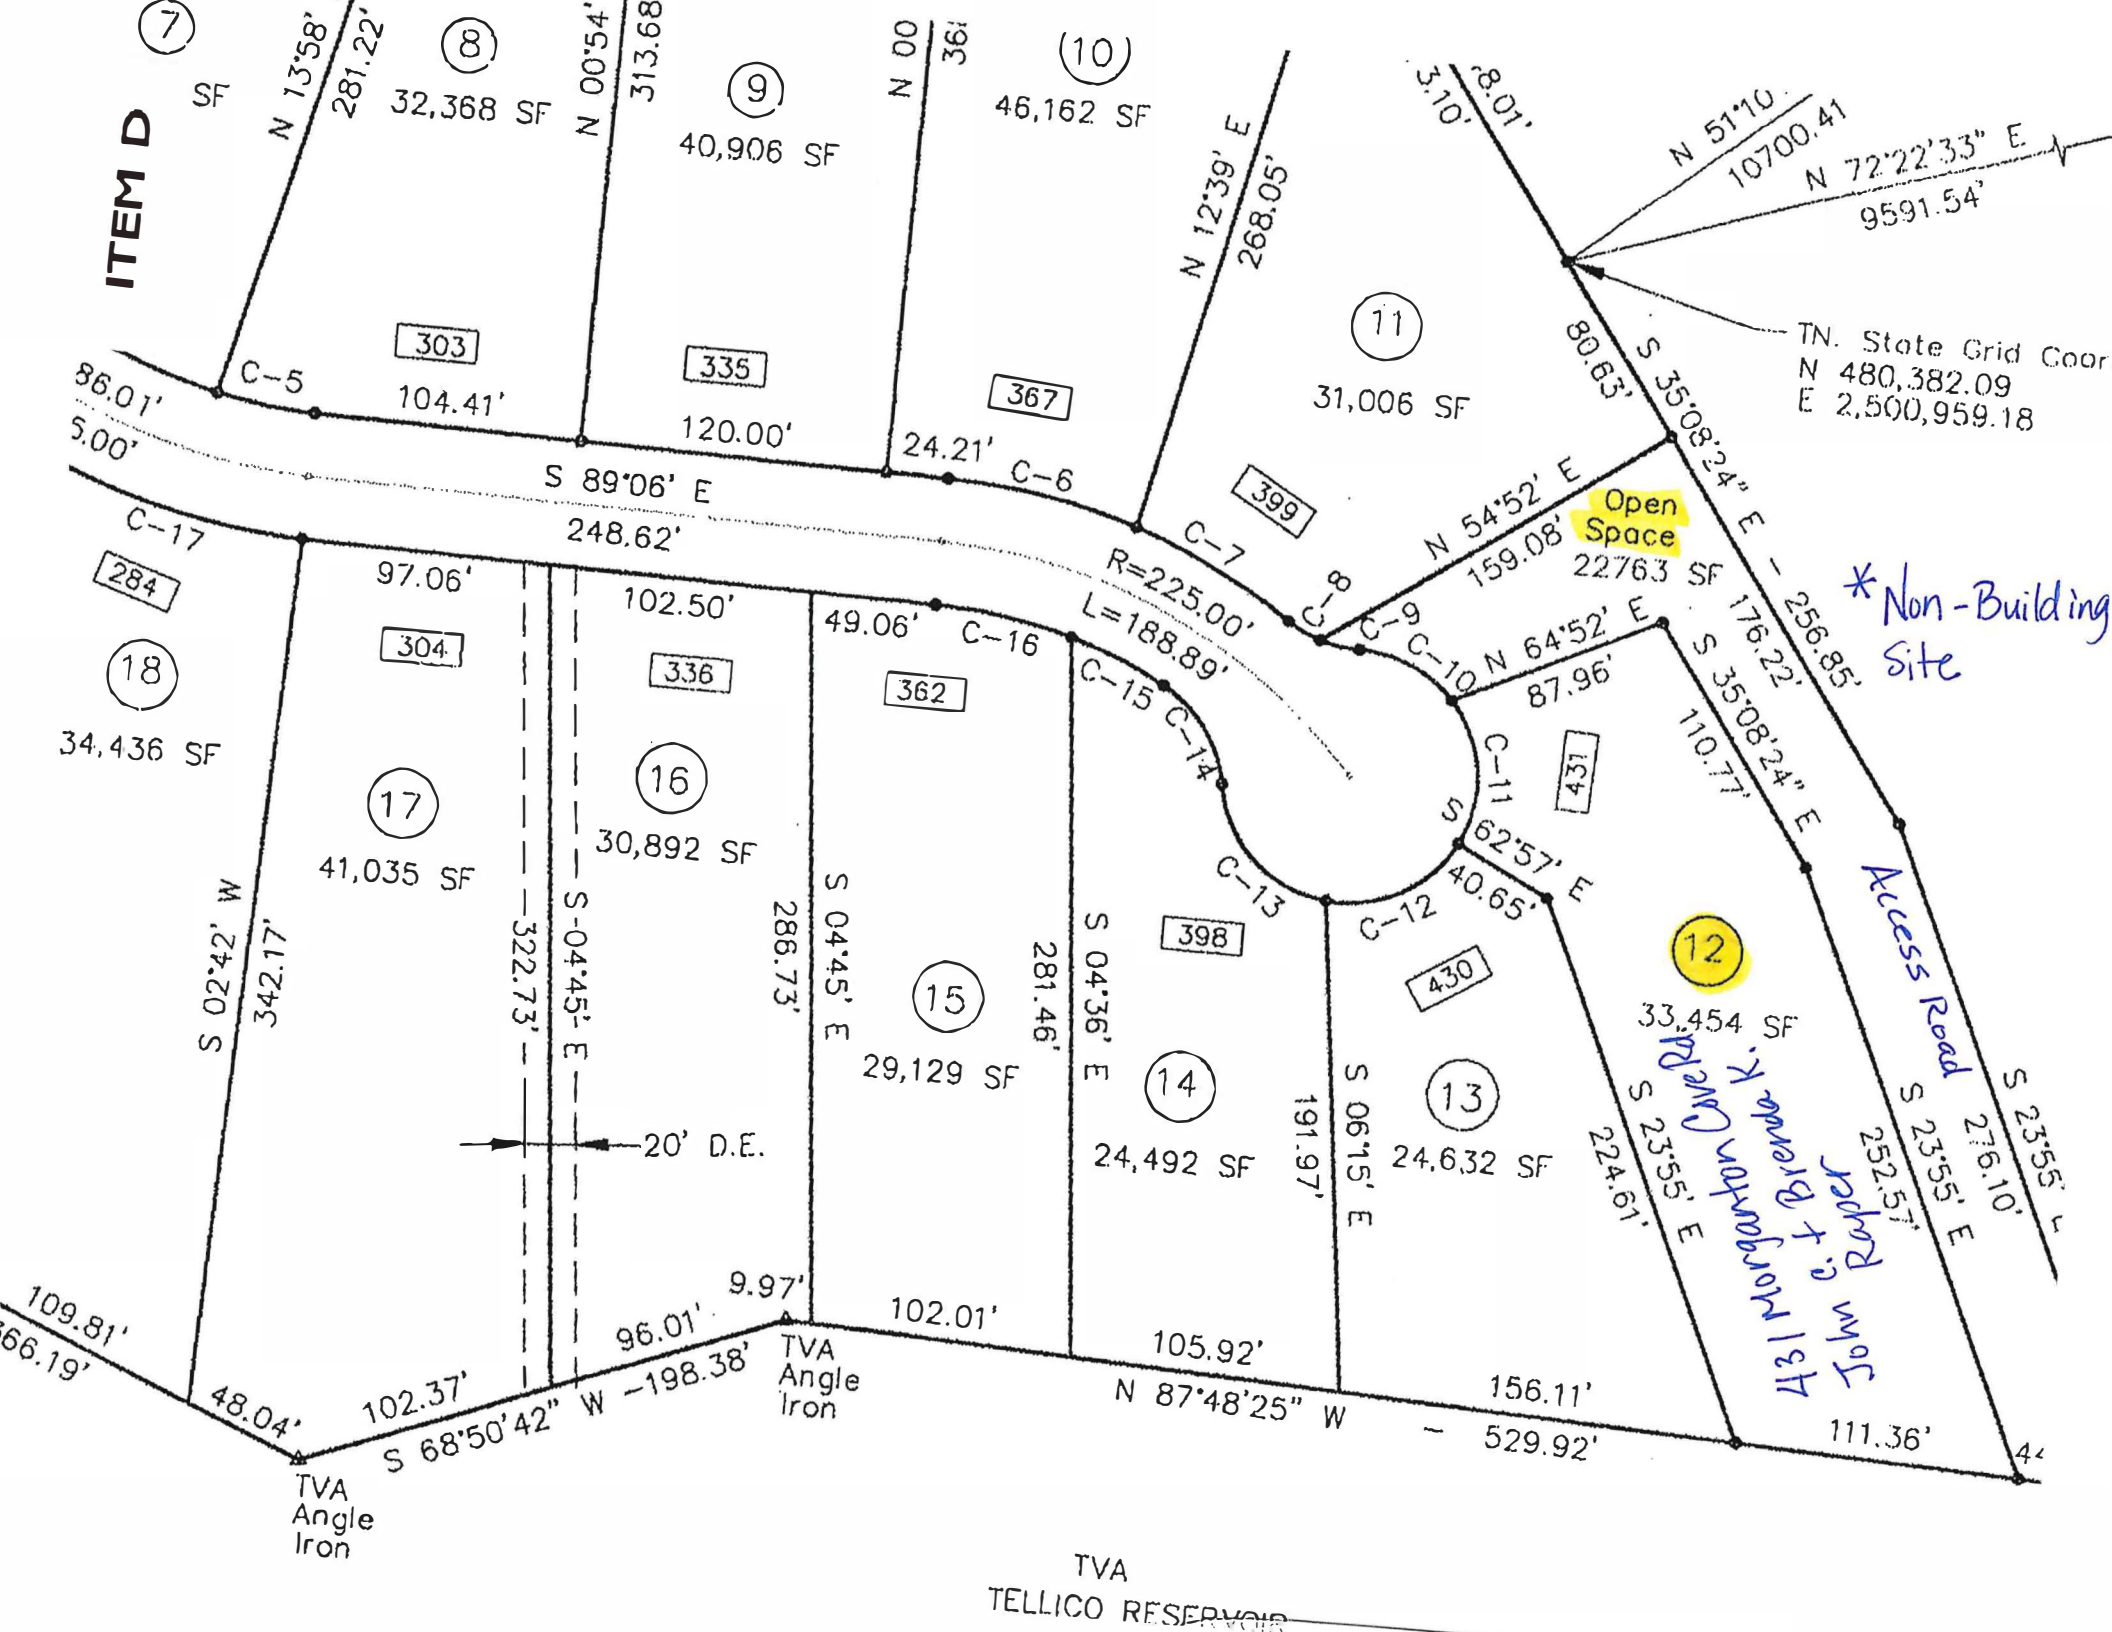 ITEM D
7
SF
N 13°58'
281.22'
8
32,368 SF
N 00°54'
313.68
9
40,906 SF
N 00
36
10
46,162 SF
N 12°39' E
268.05'
11
31,006 SF
3.10'
8.01'
N 51°10
10700.41
N 72°22'33" E
9591.54'
TN. State Grid Coor
N 480,382.09
E 2,500,959.18
80.63'
S 35°08'24" E - 256.85'
176.22'
303
335
367
399
86.01'
5.00'
C-5
104.41'
120.00'
24.21'
C-6
C-7
C-8
C-9
C-10
C-11
S 89°06' E
248.62'
R=225.00'
L=188.89'
N 54°52' E
159.08'
Open
Space
22763 SF
* Non-Building
Site
N 64°52' E
87.96'
S 35°08'24" E
110.77'
C-17
284
18
34,436 SF
97.06'
304
17
41,035 SF
102.50'
336
16
30,892 SF
49.06'
C-16
362
15
29,129 SF
C-15
C-14
C-13
C-12
431
S 62°57' E
40.65'
398
14
24,492 SF
430
13
24,632 SF
12
33,454 SF
431 Morganton Cave Rd
John C. + Brenda K.
Raper
Access Road
S 02°42' W
342.17'
322.73'
S-04°45'-E
286.73'
S 04°45' E
281.46'
S 04°36' E
191.97'
S 06°15' E
224.61'
S 23°55' E
252.57'
S 23°55' E
276.10'
S 23°55'
20' D.E.
109.81'
366.19'
48.04'
102.37'
96.01'
9.97'
S 68°50'42" W -198.38'
TVA
Angle
Iron
TVA
Angle
Iron
102.01'
105.92'
156.11'
111.36'
N 87°48'25" W - 529.92'
TVA
TELLICO RESERVOIR